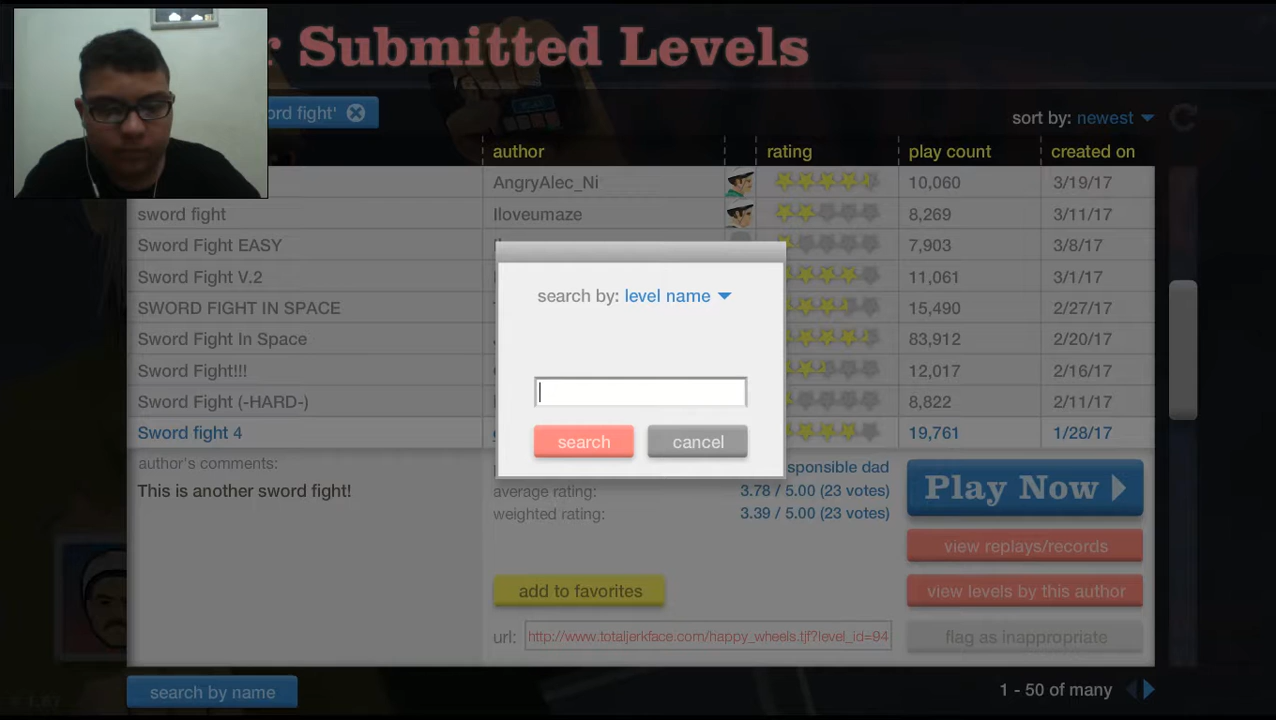 r Submitted Levels
ord fight'
sort by: newest
author rating play count created on
AngryAlec_Ni 10,060 3/19/17
sword fight Iloveumaze 8,269 3/11/17
Sword Fight EASY 7,903 3/8/17
Sword Fight V.2 11,061 3/1/17
SWORD FIGHT IN SPACE 15,490 2/27/17
Sword Fight In Space 83,912 2/20/17
Sword Fight!!! 12,017 2/16/17
Sword Fight (-HARD-) 8,822 2/11/17
Sword fight 4 19,761 1/28/17
search by: level name
search cancel
author's comments: sponsible dad
This is another sword fight!
average rating: 3.78 / 5.00 (23 votes)
weighted rating: 3.39 / 5.00 (23 votes)
Play Now
view replays/records
add to favorites view levels by this author
url: http://www.totaljerkface.com/happy_wheels.tjf?level_id=94
flag as inappropriate
search by name 1 - 50 of many